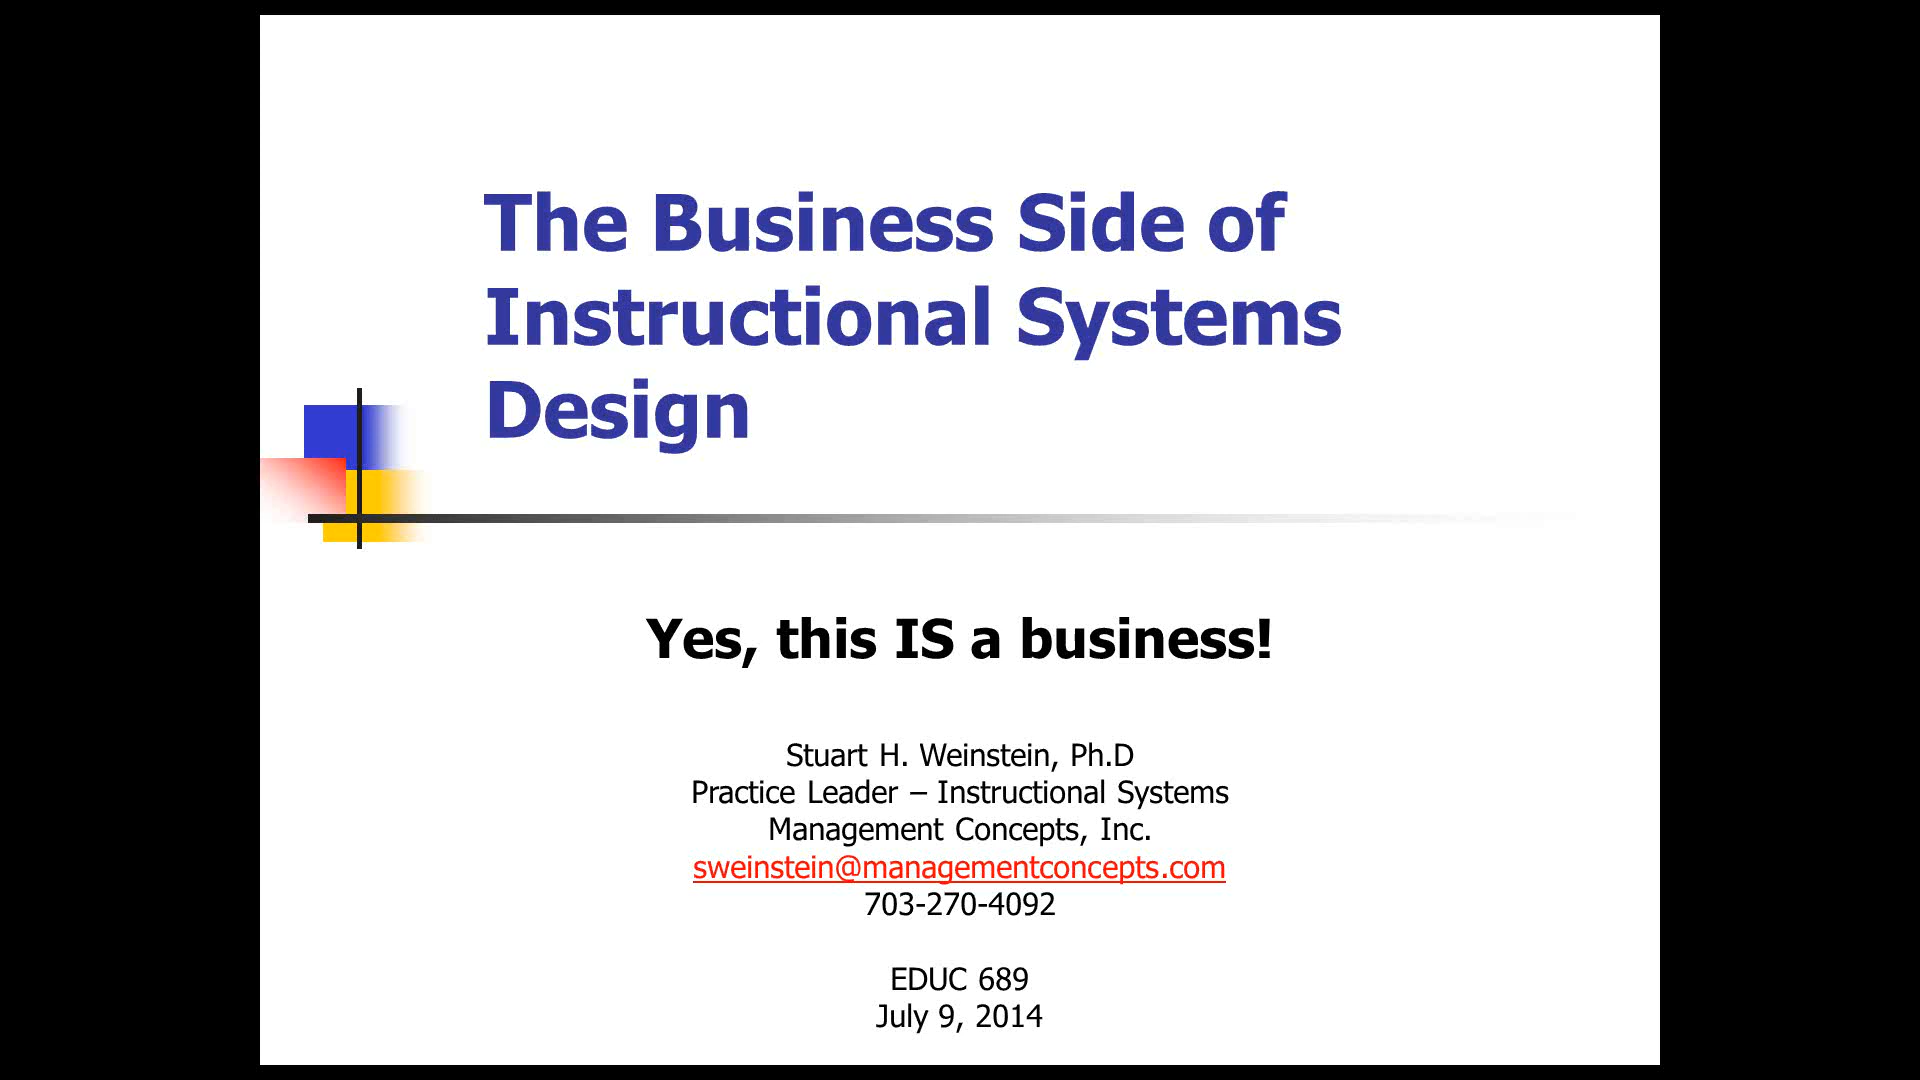 The Business Side of
Instructional Systems
Design
Yes, this IS a business!
Stuart H. Weinstein, Ph.D
Practice Leader – Instructional Systems
Management Concepts, Inc.
sweinstein@managementconcepts.com
703-270-4092
EDUC 689
July 9, 2014